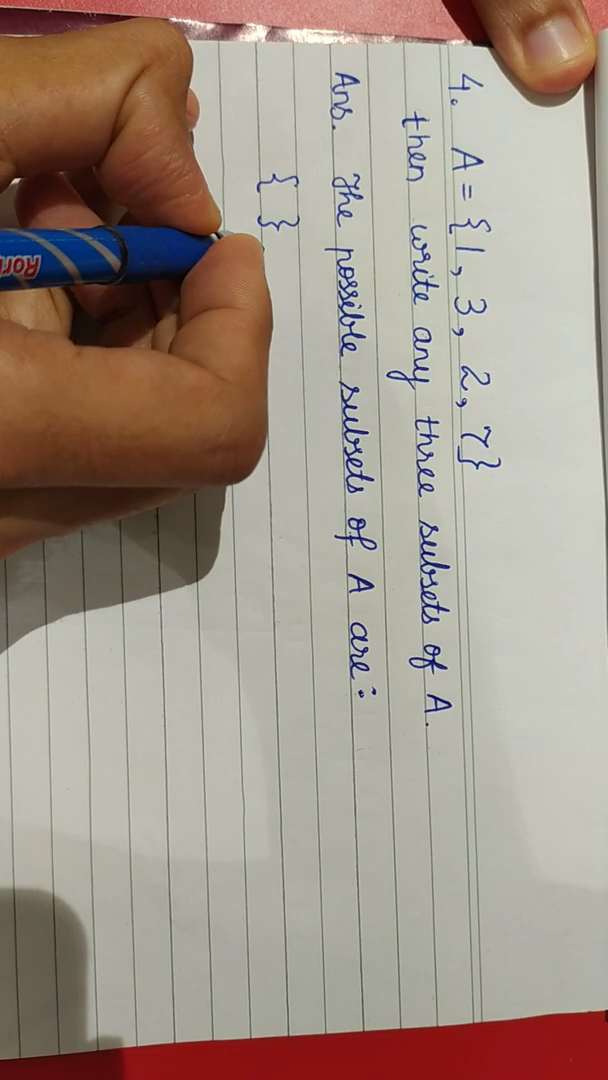 4. A = {1, 3, 2, 7}
then write any three subsets of A.
Ans. The possible subsets of A are:
{ }